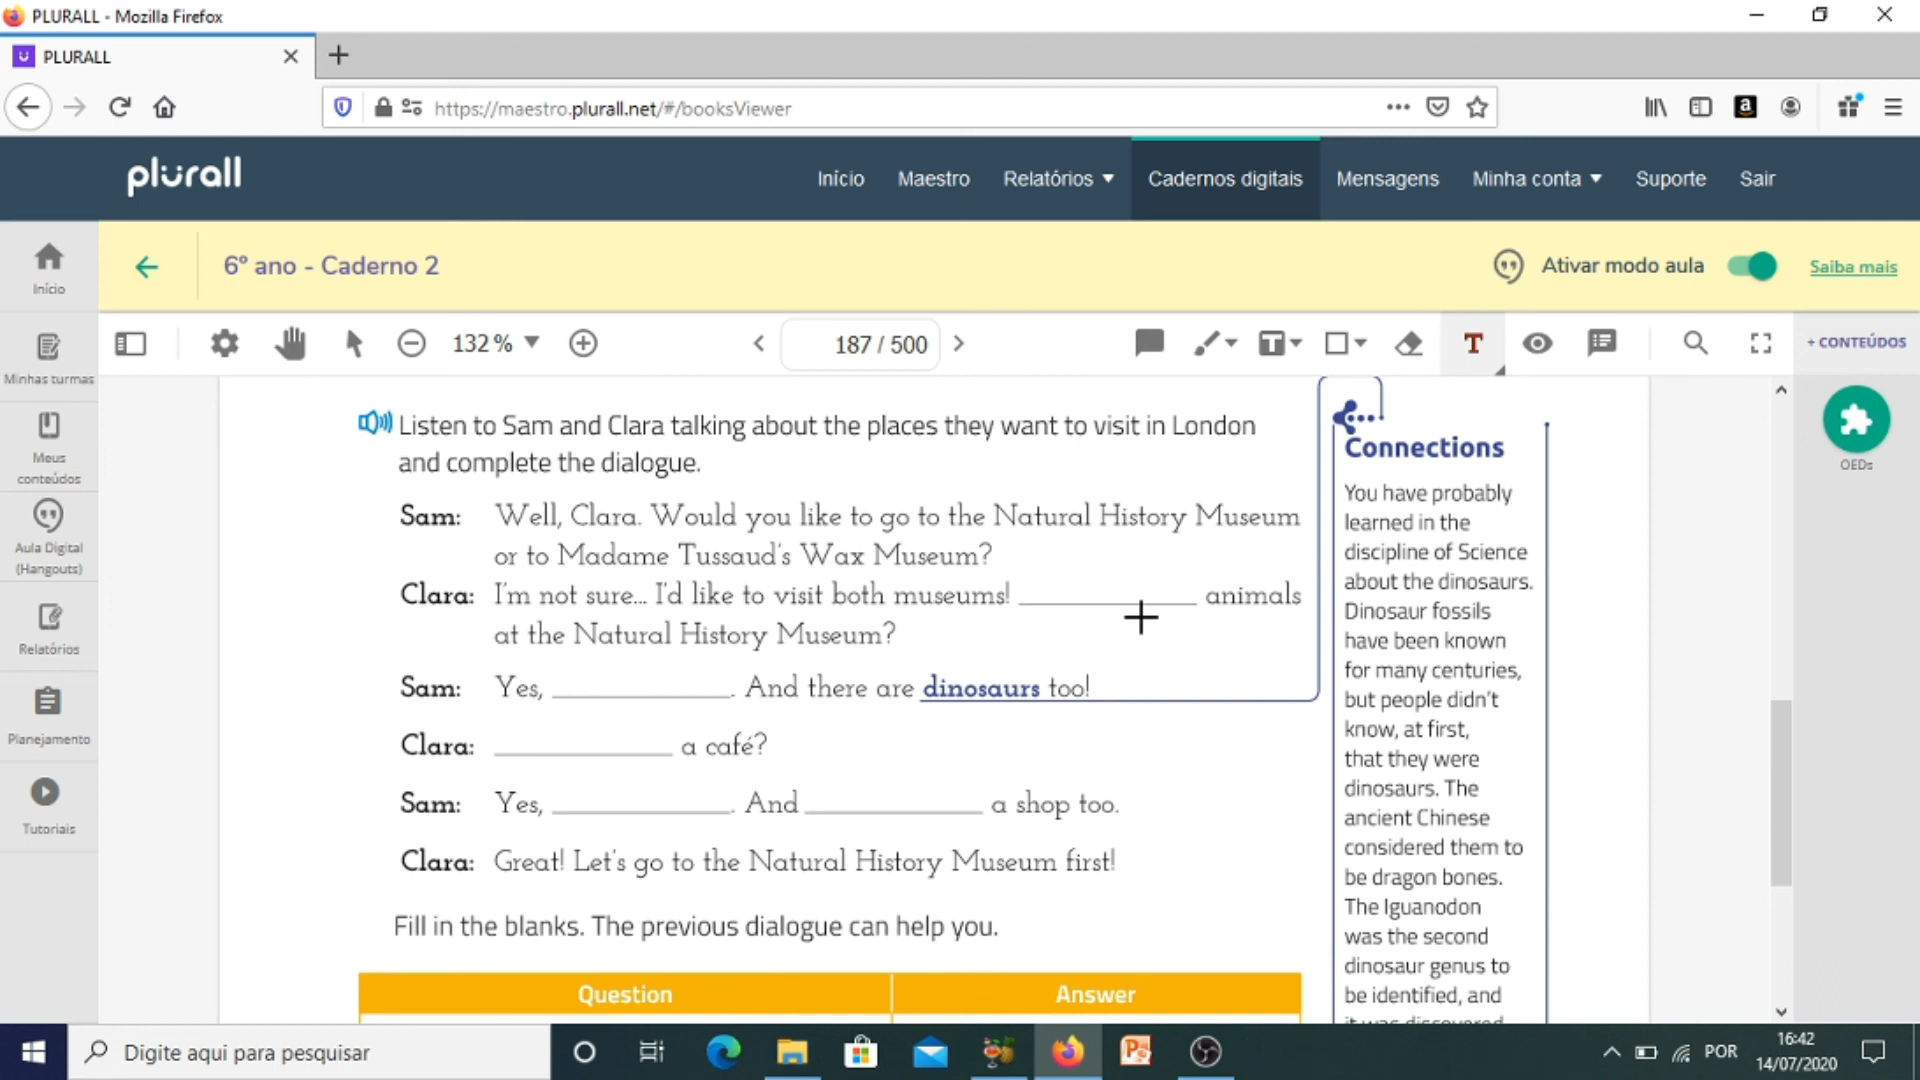 PLURALL - Mozilla Firefox
PLURALL
https://maestro.plurall.net/#/booksViewer
plurall
Início Maestro Relatórios Cadernos digitais Mensagens Minha conta Suporte Sair
6º ano - Caderno 2
Ativar modo aula
Saiba mais
132 %
187 / 500
+ CONTEÚDOS
OEDs
Início
Minhas turmas
Meus
conteúdos
Aula Digital
(Hangouts)
Relatórios
Planejamento
Tutoriais
Listen to Sam and Clara talking about the places they want to visit in London
and complete the dialogue.
Sam: Well, Clara. Would you like to go to the Natural History Museum
or to Madame Tussaud's Wax Museum?
Clara: I'm not sure... I'd like to visit both museums! ____________ animals
at the Natural History Museum?
Sam: Yes, ____________. And there are dinosaurs too!
Clara: ____________ a café?
Sam: Yes, ____________. And ____________ a shop too.
Clara: Great! Let's go to the Natural History Museum first!
Fill in the blanks. The previous dialogue can help you.
Question Answer
Connections
You have probably
learned in the
discipline of Science
about the dinosaurs.
Dinosaur fossils
have been known
for many centuries,
but people didn't
know, at first,
that they were
dinosaurs. The
ancient Chinese
considered them to
be dragon bones.
The Iguanodon
was the second
dinosaur genus to
be identified, and
it was discovered
Digite aqui para pesquisar
POR
16:42
14/07/2020